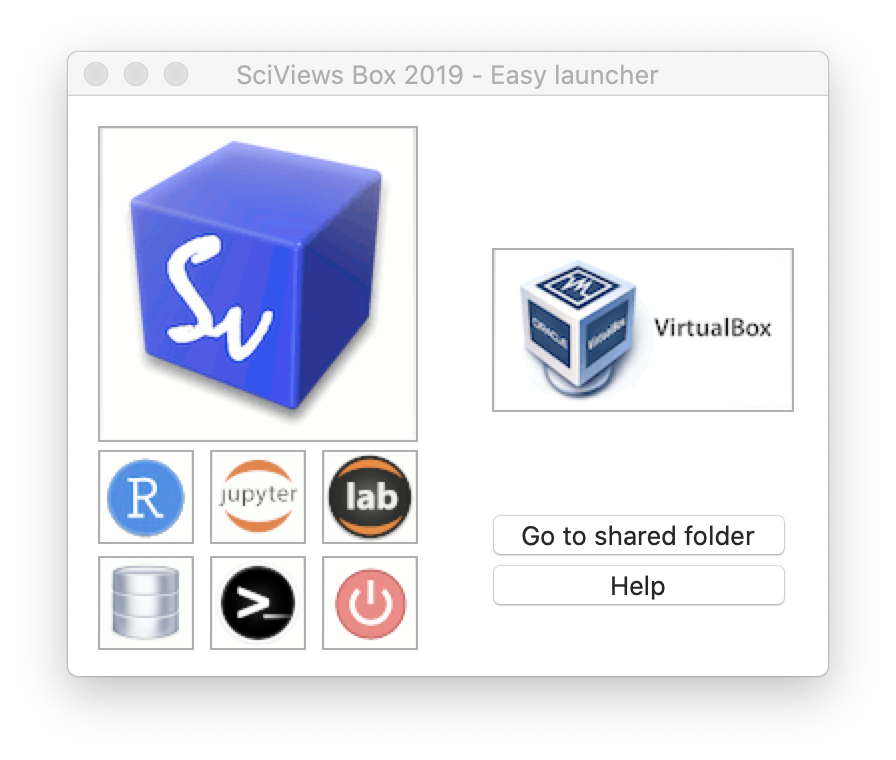 SciViews Box 2019 - Easy launcher
Sv
ORACLE
VirtualBox
VirtualBox
R
jupyter
lab
>_
Go to shared folder
Help